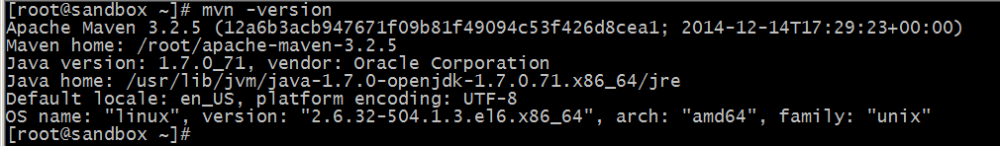 [root@sandbox ~]# mvn -version
Apache Maven 3.2.5 (12a6b3acb947671f09b81f49094c53f426d8cea1; 2014-12-14T17:29:23+00:00)
Maven home: /root/apache-maven-3.2.5
Java version: 1.7.0_71, vendor: Oracle Corporation
Java home: /usr/lib/jvm/java-1.7.0-openjdk-1.7.0.71.x86_64/jre
Default locale: en_US, platform encoding: UTF-8
OS name: "linux", version: "2.6.32-504.1.3.el6.x86_64", arch: "amd64", family: "unix"
[root@sandbox ~]#